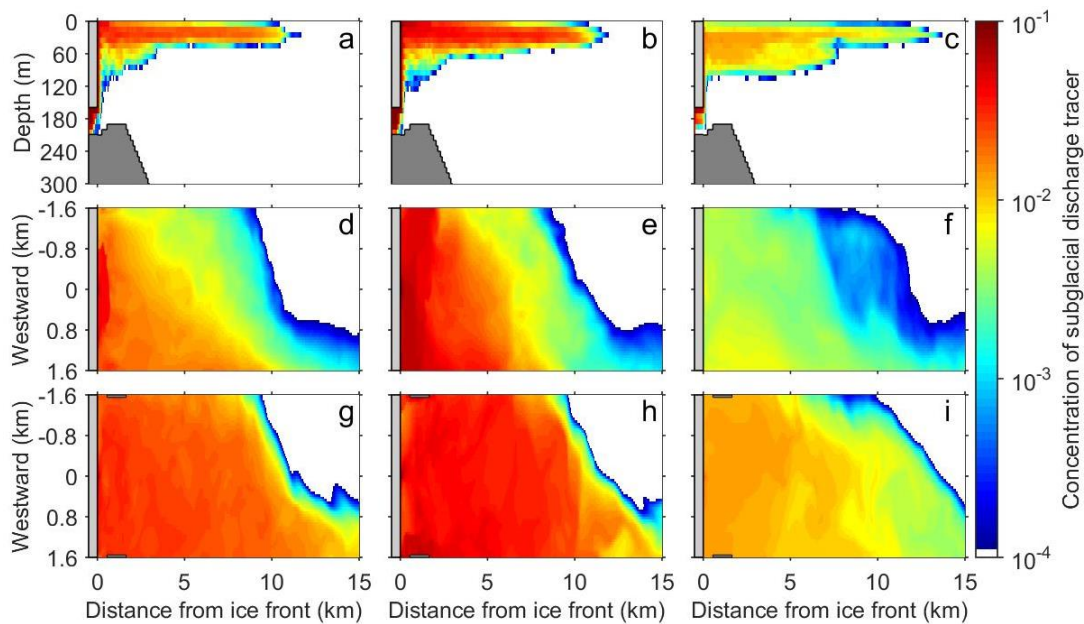 a b c
0
60
120
180
240
300
Depth (m)
d e f
-1.6
-0.8
0
0.8
1.6
Westward (km)
g h i
-1.6
-0.8
0
0.8
1.6
Westward (km)
0 5 10 15 0 5 10 15 0 5 10 15
Distance from ice front (km) Distance from ice front (km) Distance from ice front (km)
10⁻¹
10⁻²
10⁻³
10⁻⁴
Concentration of subglacial discharge tracer